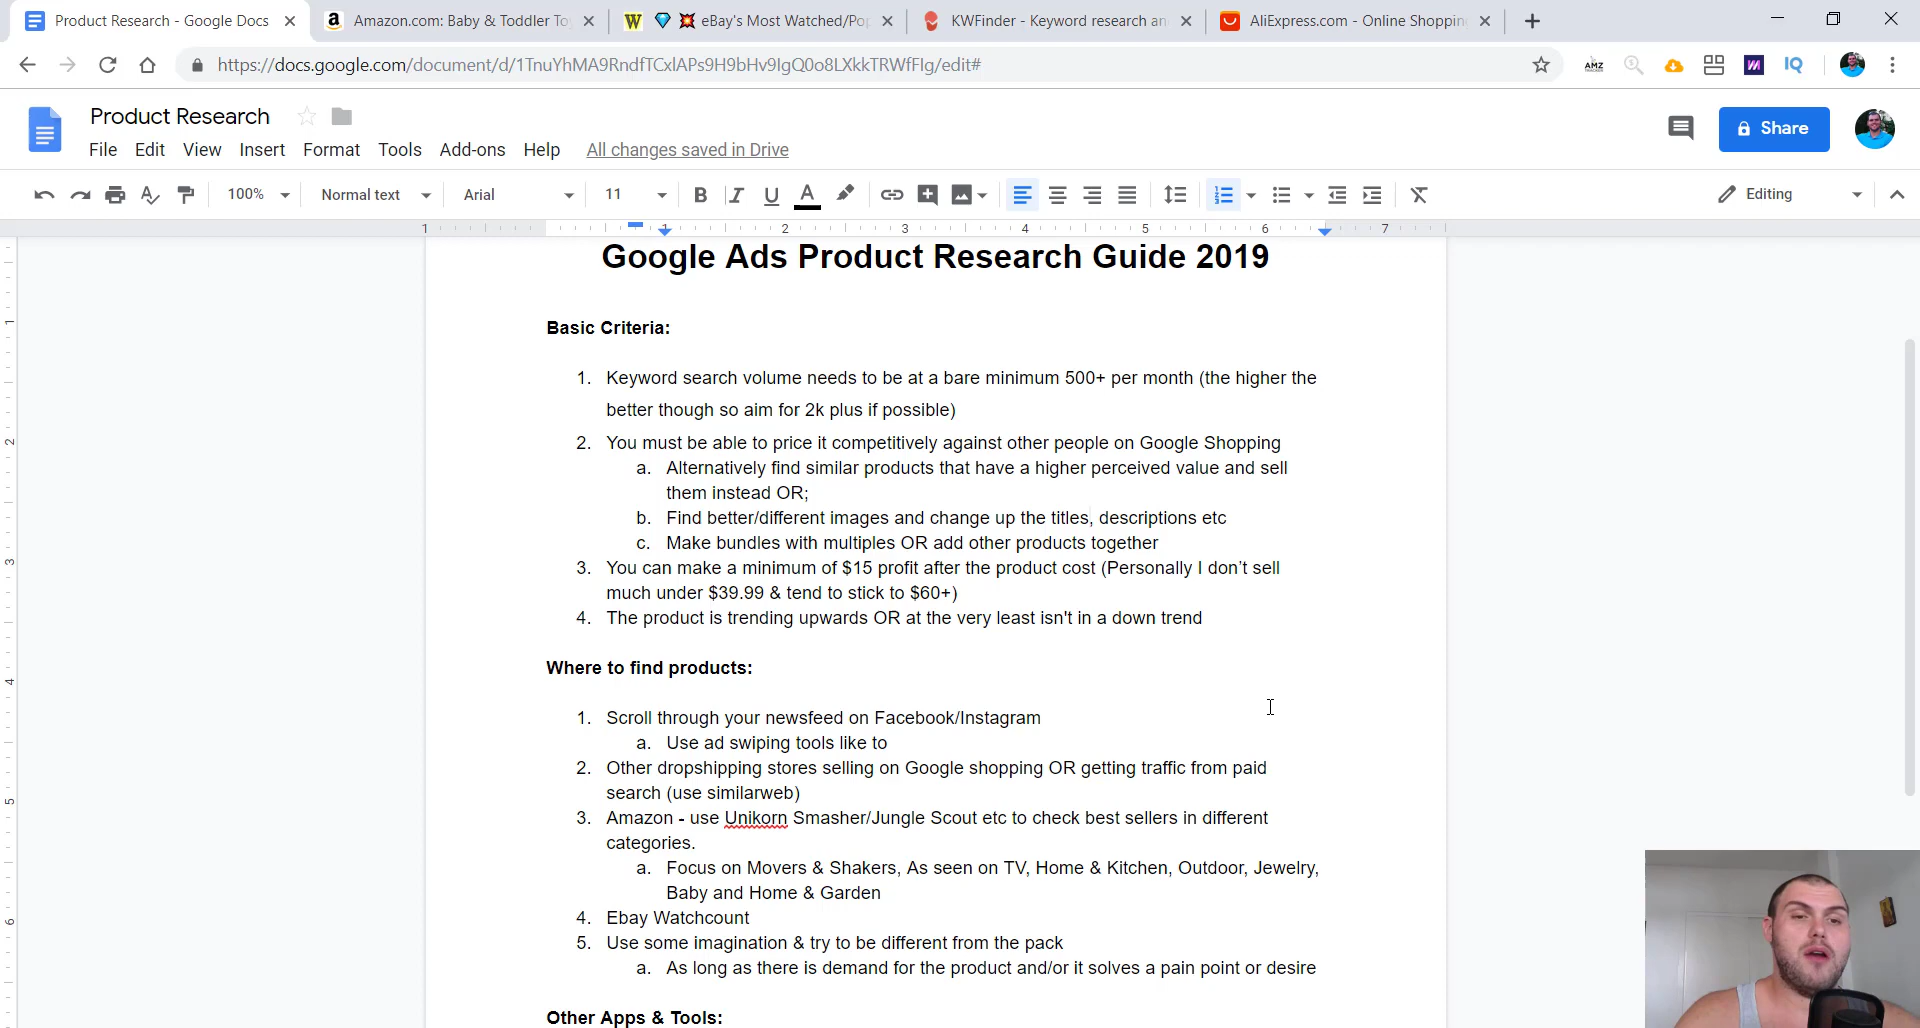 Product Research - Google Docs
Amazon.com: Baby & Toddler To
eBay's Most Watched/Pop
KWFinder - Keyword research an
AliExpress.com - Online Shopping
https://docs.google.com/document/d/1TnuYhMA9RndfTCxlAPs9H9bHv9IgQ0o8LXkkTRWfFIg/edit#
AMZ
IQ
Product Research
Share
File Edit View Insert Format Tools Add-ons Help All changes saved in Drive
100% Normal text Arial 11 B I U A Editing
1 1 2 3 4 5 6 7
Google Ads Product Research Guide 2019
Basic Criteria:
1. Keyword search volume needs to be at a bare minimum 500+ per month (the higher the
better though so aim for 2k plus if possible)
2. You must be able to price it competitively against other people on Google Shopping
a. Alternatively find similar products that have a higher perceived value and sell
them instead OR;
b. Find better/different images and change up the titles, descriptions etc
c. Make bundles with multiples OR add other products together
3. You can make a minimum of $15 profit after the product cost (Personally I don’t sell
much under $39.99 & tend to stick to $60+)
4. The product is trending upwards OR at the very least isn't in a down trend
Where to find products:
1. Scroll through your newsfeed on Facebook/Instagram
a. Use ad swiping tools like to
2. Other dropshipping stores selling on Google shopping OR getting traffic from paid
search (use similarweb)
3. Amazon - use Unikorn Smasher/Jungle Scout etc to check best sellers in different
categories.
a. Focus on Movers & Shakers, As seen on TV, Home & Kitchen, Outdoor, Jewelry,
Baby and Home & Garden
4. Ebay Watchcount
5. Use some imagination & try to be different from the pack
a. As long as there is demand for the product and/or it solves a pain point or desire
Other Apps & Tools: